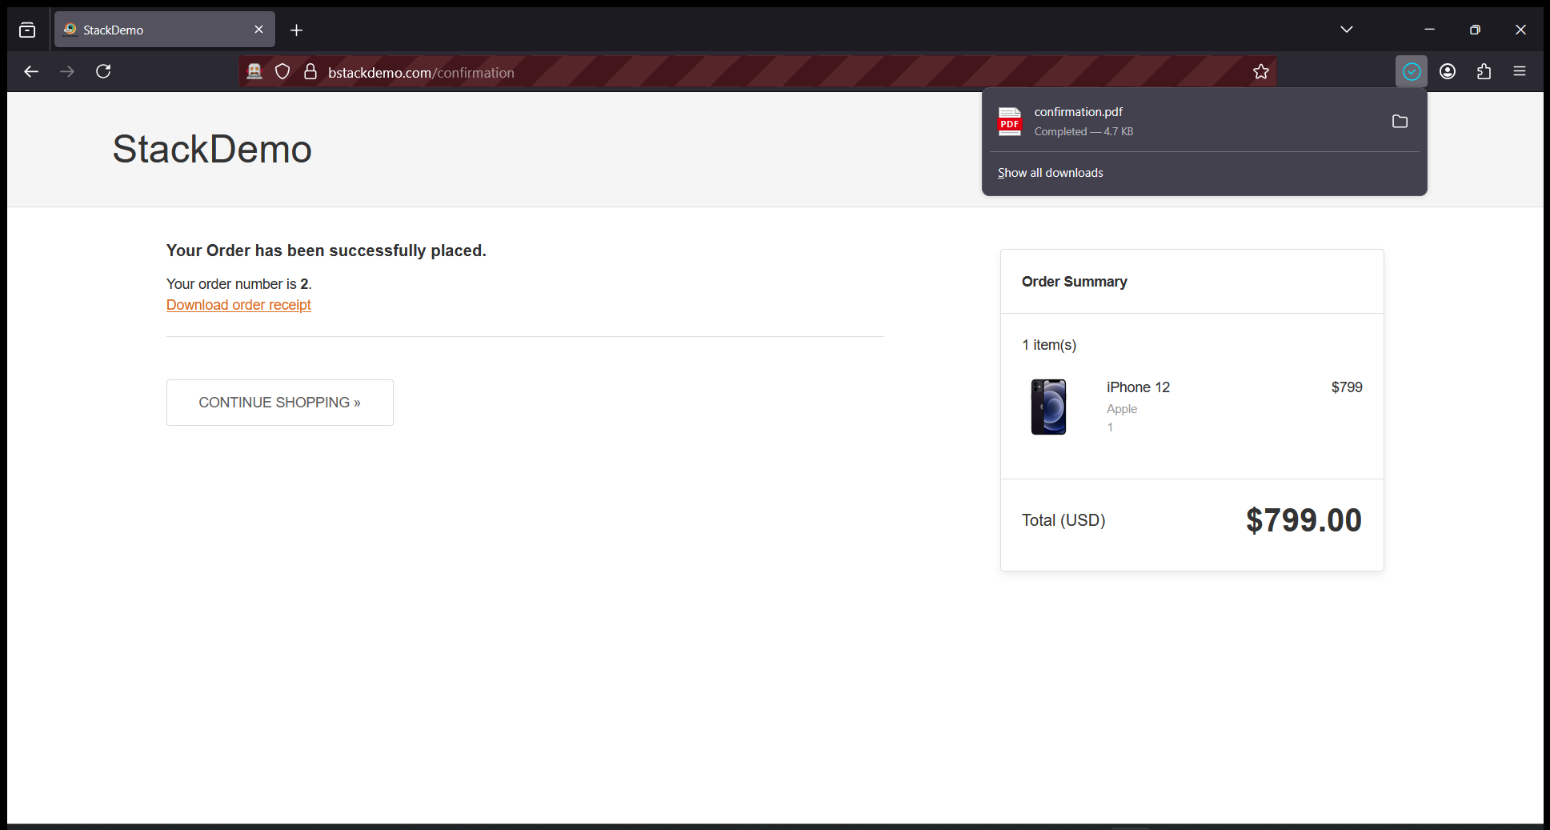 StackDemo
bstackdemo.com/confirmation
PDF
confirmation.pdf
Completed — 4.7 KB
Show all downloads
StackDemo
Your Order has been successfully placed.
Your order number is 2.
Download order receipt
CONTINUE SHOPPING »
Order Summary
1 item(s)
iPhone 12 $799
Apple
1
Total (USD) $799.00